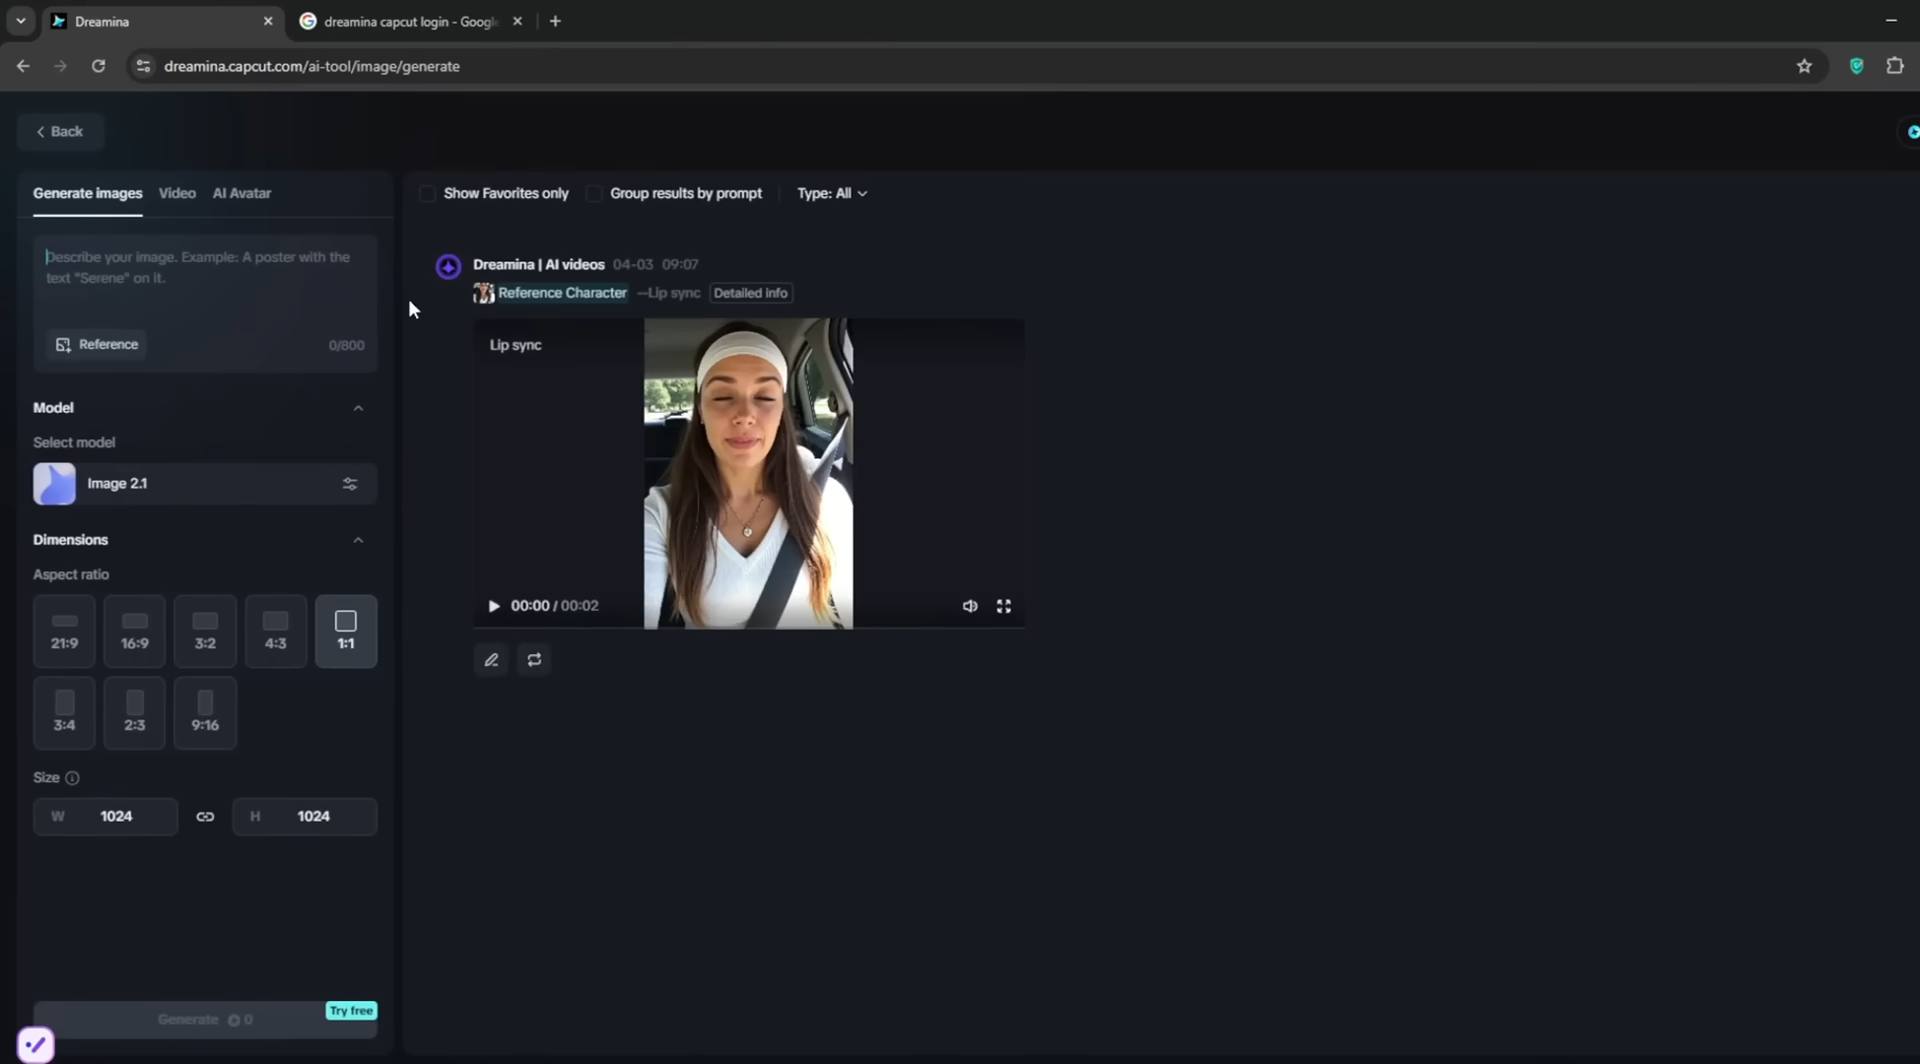 Dreamina
dreamina capcut login - Google
dreamina.capcut.com/ai-tool/image/generate
Back
Generate images Video AI Avatar
Show Favorites only Group results by prompt Type: All
Describe your image. Example: A poster with the
text "Serene" on it.
Reference 0/800
Dreamina | AI videos 04-03 09:07
Reference Character —Lip sync Detailed info
Lip sync
00:00 / 00:02
Model
Select model
Image 2.1
Dimensions
Aspect ratio
21:9 16:9 3:2 4:3 1:1
3:4 2:3 9:16
Size
W 1024 H 1024
Try free
Generate 0